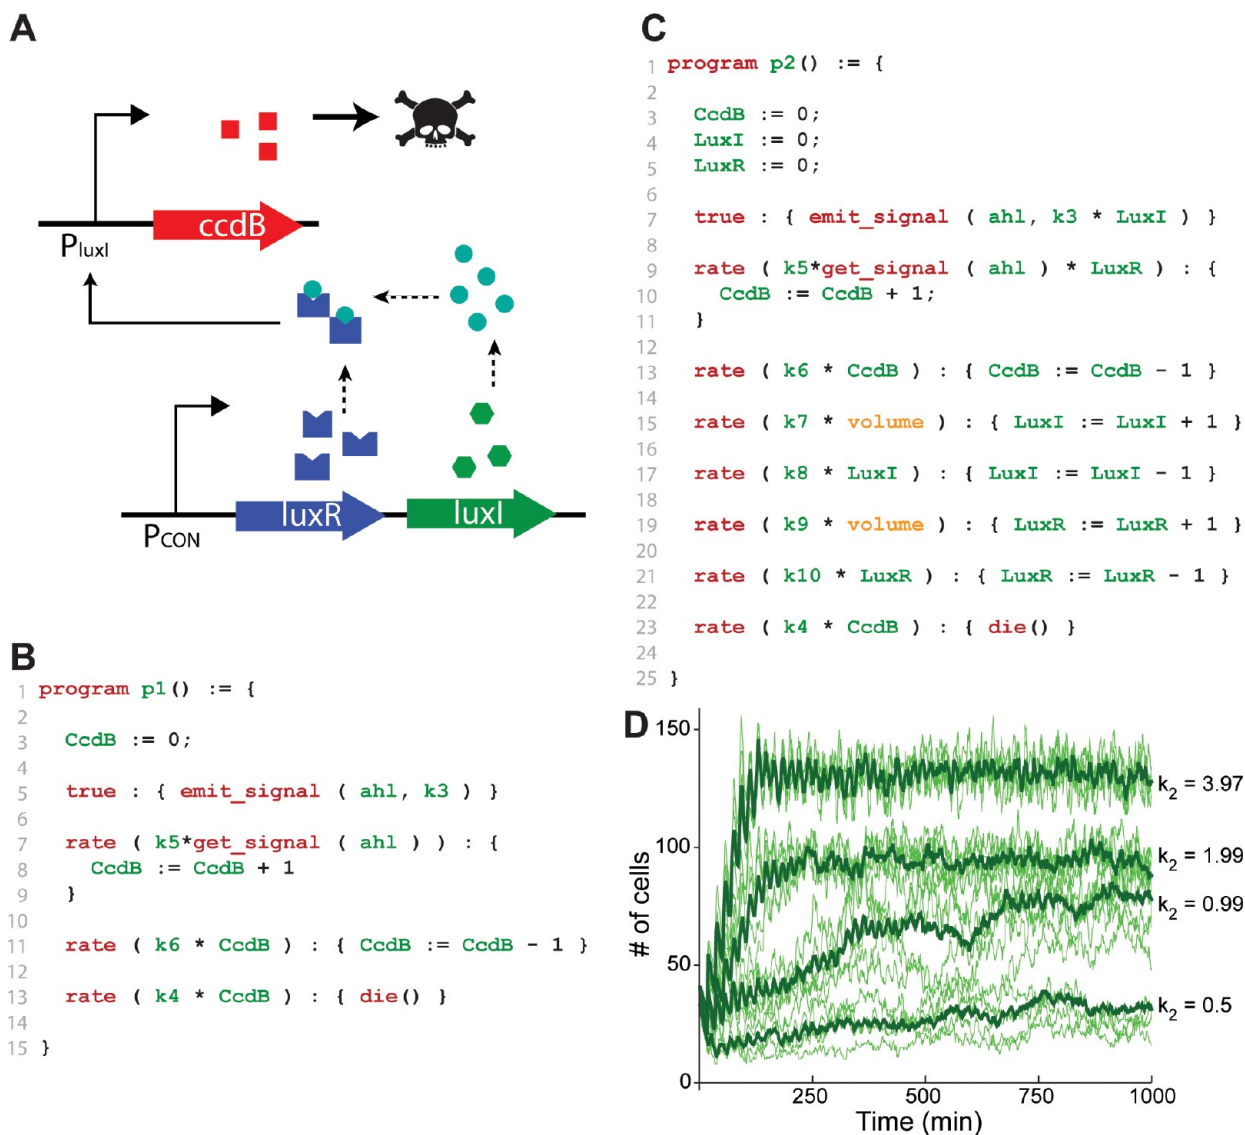 A
ccdB
PluxI
luxR
luxI
PCON
B
1 program p1() := {
2
3 CcdB := 0;
4
5 true : { emit_signal ( ahl, k3 ) }
6
7 rate ( k5*get_signal ( ahl ) ) : {
8 CcdB := CcdB + 1
9 }
10
11 rate ( k6 * CcdB ) : { CcdB := CcdB - 1 }
12
13 rate ( k4 * CcdB ) : { die() }
14
15 }
C
1 program p2() := {
2
3 CcdB := 0;
4 LuxI := 0;
5 LuxR := 0;
6
7 true : { emit_signal ( ahl, k3 * LuxI ) }
8
9 rate ( k5*get_signal ( ahl ) * LuxR ) : {
10 CcdB := CcdB + 1;
11 }
12
13 rate ( k6 * CcdB ) : { CcdB := CcdB - 1 }
14
15 rate ( k7 * volume ) : { LuxI := LuxI + 1 }
16
17 rate ( k8 * LuxI ) : { LuxI := LuxI - 1 }
18
19 rate ( k9 * volume ) : { LuxR := LuxR + 1 }
20
21 rate ( k10 * LuxR ) : { LuxR := LuxR - 1 }
22
23 rate ( k4 * CcdB ) : { die() }
24
25 }
D
150
100
50
0
# of cells
k2 = 3.97
k2 = 1.99
k2 = 0.99
k2 = 0.5
250 500 750 1000
Time (min)